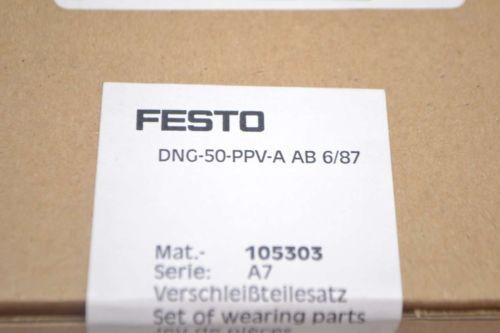 FESTO
DNG-50-PPV-A AB 6/87
Mat.- 105303
Serie: A7
Verschleißteilesatz
Set of wearing parts